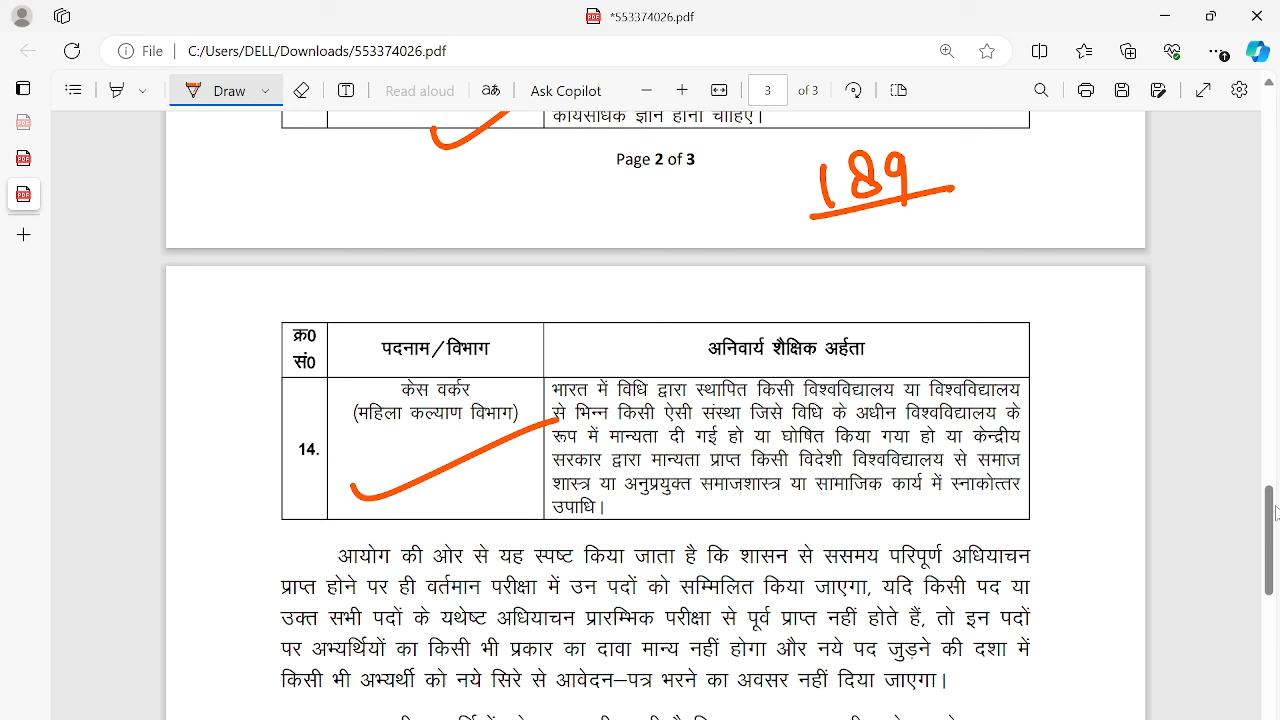 *553374026.pdf
File
C:/Users/DELL/Downloads/553374026.pdf
Draw
Read aloud
aあ
Ask Copilot
3
of 3
कार्यसाधक ज्ञान होना चाहिए।
Page 2 of 3
189
क्र0
सं0
पदनाम/विभाग
अनिवार्य शैक्षिक अर्हता
14.
केस वर्कर
(महिला कल्याण विभाग)
भारत में विधि द्वारा स्थापित किसी विश्वविद्यालय या विश्वविद्यालय
से भिन्न किसी ऐसी संस्था जिसे विधि के अधीन विश्वविद्यालय के
रूप में मान्यता दी गई हो या घोषित किया गया हो या केन्द्रीय
सरकार द्वारा मान्यता प्राप्त किसी विदेशी विश्वविद्यालय से समाज
शास्त्र या अनुप्रयुक्त समाजशास्त्र या सामाजिक कार्य में स्नाकोत्तर
उपाधि।
आयोग की ओर से यह स्पष्ट किया जाता है कि शासन से ससमय परिपूर्ण अधियाचन
प्राप्त होने पर ही वर्तमान परीक्षा में उन पदों को सम्मिलित किया जाएगा, यदि किसी पद या
उक्त सभी पदों के यथेष्ट अधियाचन प्रारम्भिक परीक्षा से पूर्व प्राप्त नहीं होते हैं, तो इन पदों
पर अभ्यर्थियों का किसी भी प्रकार का दावा मान्य नहीं होगा और नये पद जुड़ने की दशा में
किसी भी अभ्यर्थी को नये सिरे से आवेदन–पत्र भरने का अवसर नहीं दिया जाएगा।